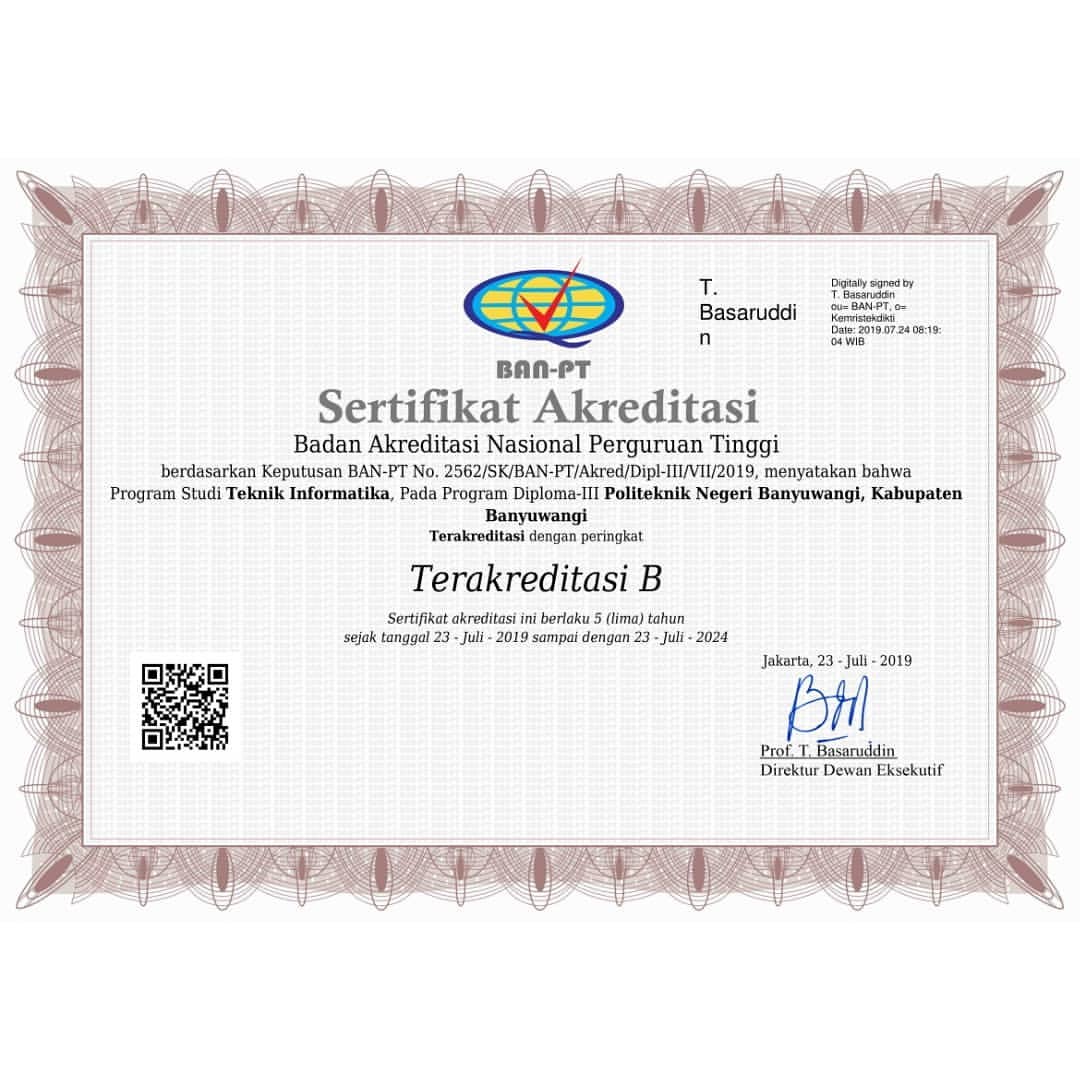 T.
Basaruddi
n
Digitally signed by
T. Basaruddin
ou= BAN-PT, o=
Kemristekdikti
Date: 2019.07.24 08:19:
04 WIB
BAN-PT
Sertifikat Akreditasi
Badan Akreditasi Nasional Perguruan Tinggi
berdasarkan Keputusan BAN-PT No. 2562/SK/BAN-PT/Akred/Dipl-III/VII/2019, menyatakan bahwa
Program Studi Teknik Informatika, Pada Program Diploma-III Politeknik Negeri Banyuwangi, Kabupaten
Banyuwangi
Terakreditasi dengan peringkat
Terakreditasi B
Sertifikat akreditasi ini berlaku 5 (lima) tahun
sejak tanggal 23 - Juli - 2019 sampai dengan 23 - Juli - 2024
Jakarta, 23 - Juli - 2019
Prof. T. Basaruddin
Direktur Dewan Eksekutif